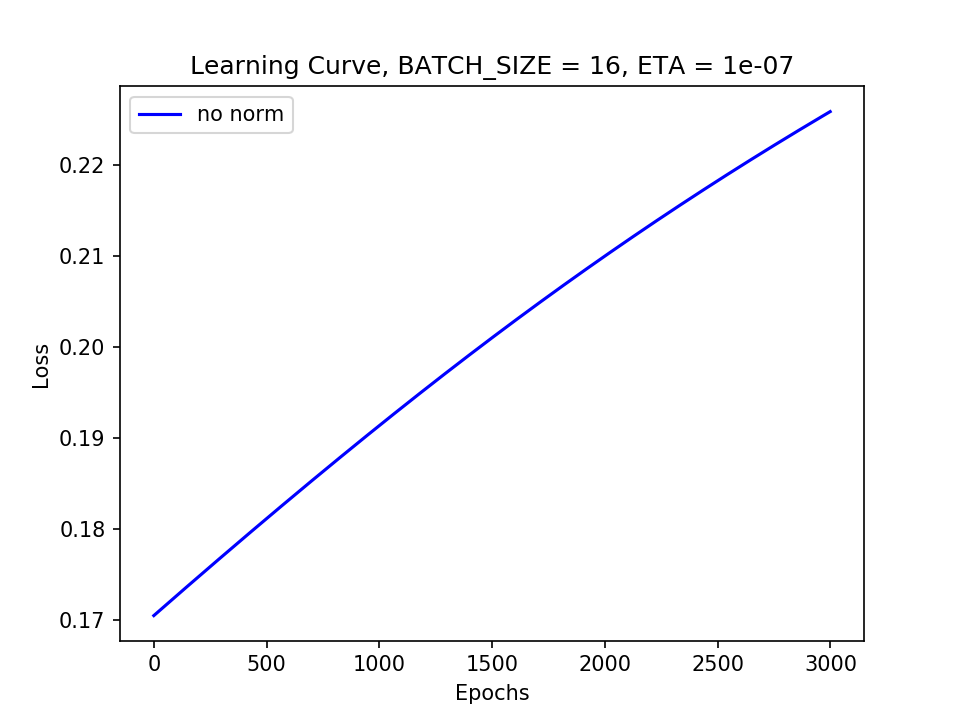 Learning Curve, BATCH_SIZE = 16, ETA = 1e-07
no norm
0.22
0.21
0.20
0.19
0.18
0.17
Loss
0 500 1000 1500 2000 2500 3000
Epochs